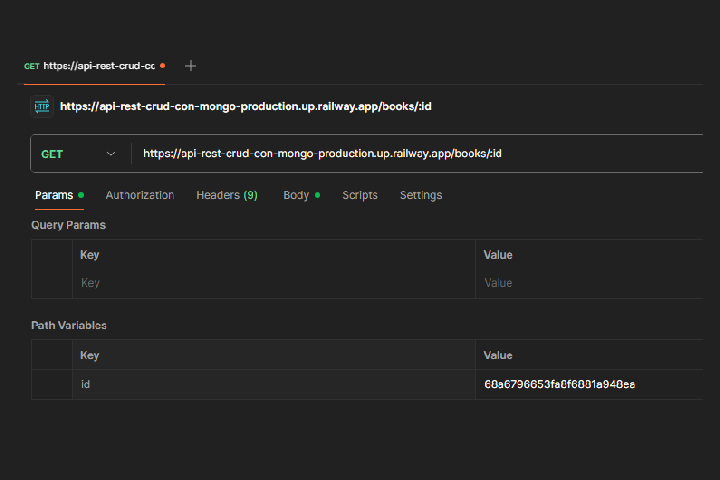 GET https://api-rest-crud-cc
HTTP https://api-rest-crud-con-mongo-production.up.railway.app/books/:id
GET https://api-rest-crud-con-mongo-production.up.railway.app/books/:id
Params Authorization Headers (9) Body Scripts Settings
Query Params
Key Value
Key Value
Path Variables
Key Value
id 68a6796653fa8f6881a948ea